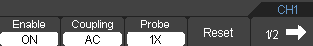 CH1
Enable Coupling Probe Reset 1/2
ON AC 1X